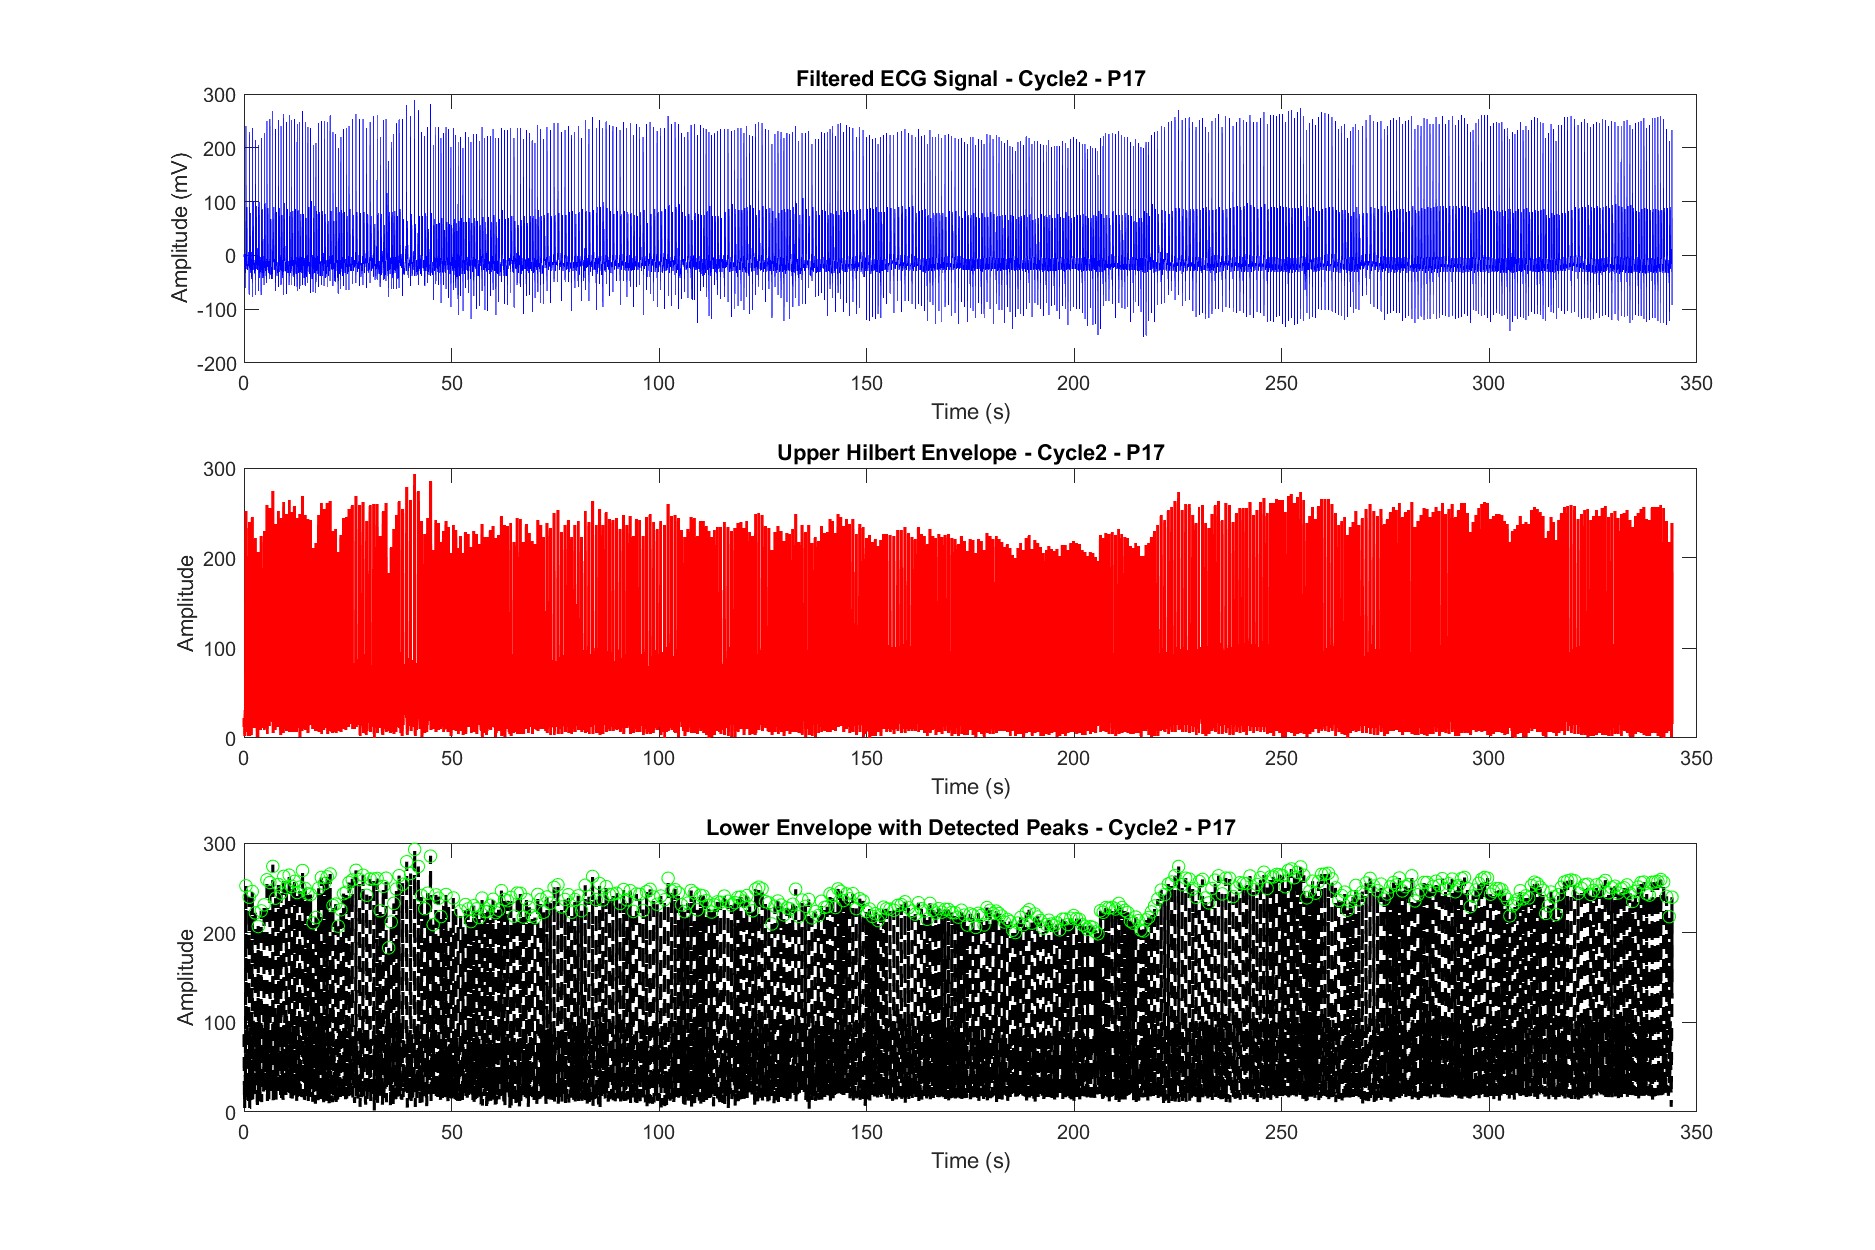 Filtered ECG Signal - Cycle2 - P17
300
200
100
0
-100
-200
Amplitude (mV)
0 50 100 150 200 250 300 350
Time (s)
Upper Hilbert Envelope - Cycle2 - P17
300
200
100
0
Amplitude
0 50 100 150 200 250 300 350
Time (s)
Lower Envelope with Detected Peaks - Cycle2 - P17
300
200
100
0
Amplitude
0 50 100 150 200 250 300 350
Time (s)